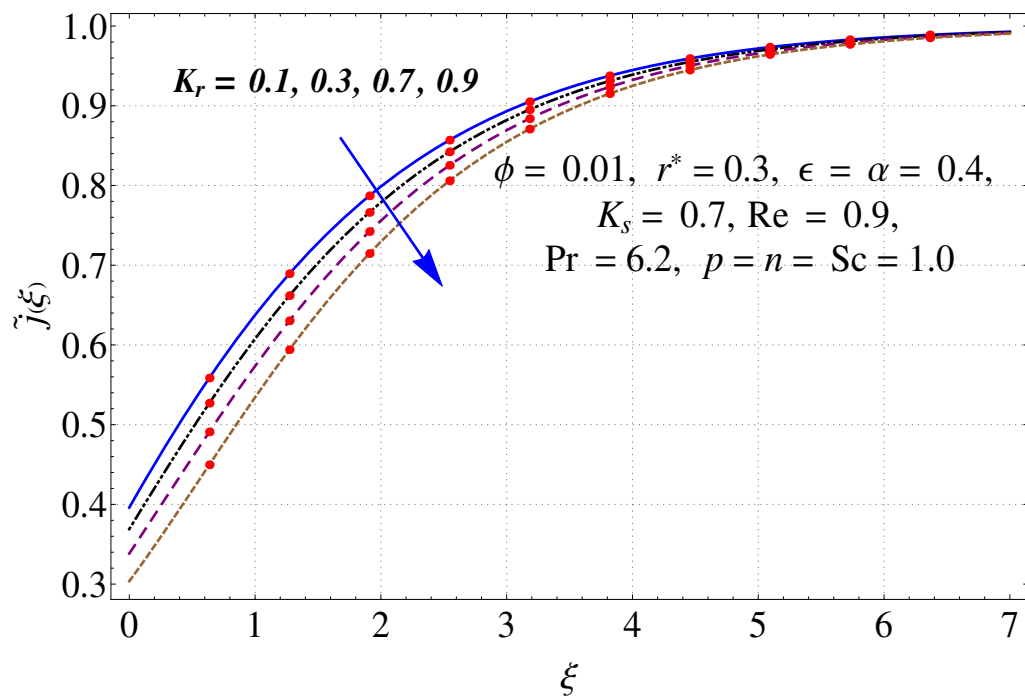 1.0
K_r = 0.1, 0.3, 0.7, 0.9
0.9
ϕ = 0.01, r* = 0.3, ϵ = α = 0.4,
0.8
K_s = 0.7, Re = 0.9,
0.7
Pr = 6.2, p = n = Sc = 1.0
j̃(ξ)
0.6
0.5
0.4
0.3
0 1 2 3 4 5 6 7
ξ